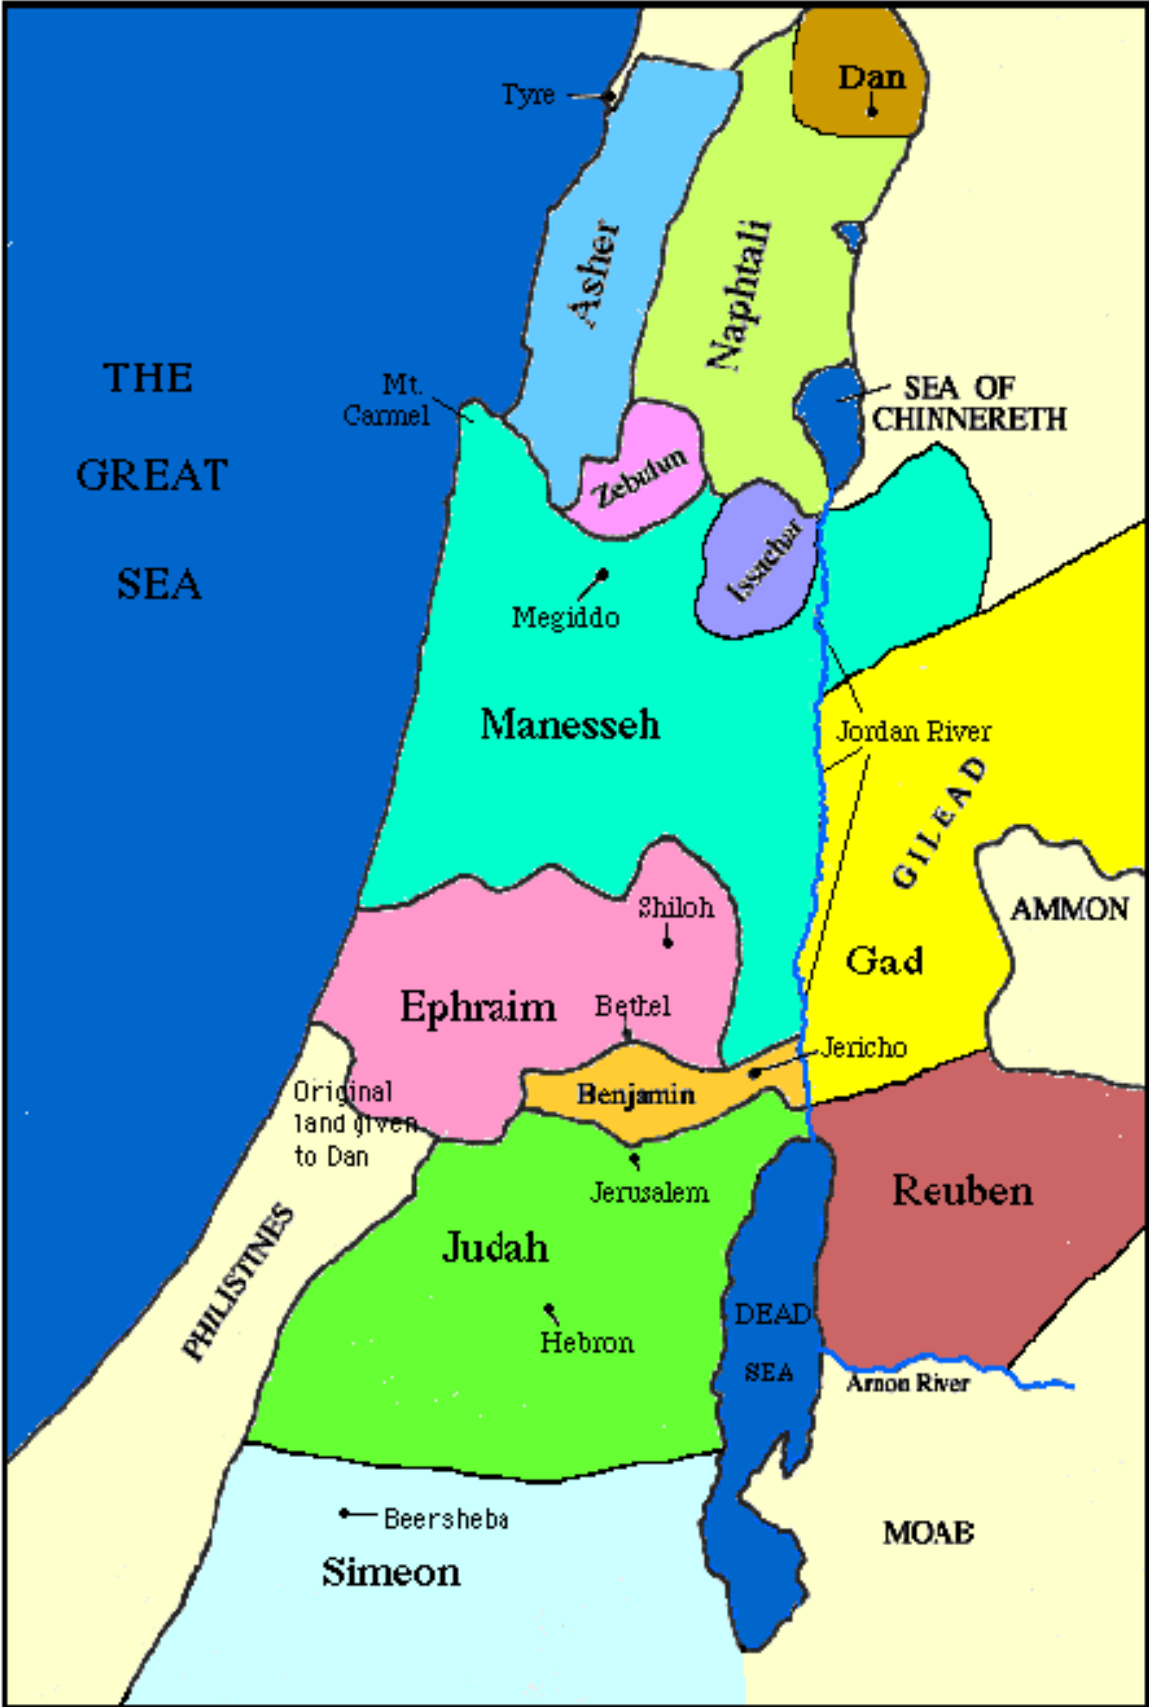 Dan
Tyre
Asher
Naphtali
THE
GREAT
SEA
Mt.
Carmel
SEA OF
CHINNERETH
Zebulun
Issachar
Megiddo
Manesseh
Jordan River
GILEAD
AMMON
Shiloh
Gad
Ephraim
Bethel
Jericho
Benjamin
Original
land given
to Dan
Jerusalem
Reuben
Judah
PHILISTINES
Hebron
DEAD
SEA
Arnon River
Beersheba
MOAB
Simeon